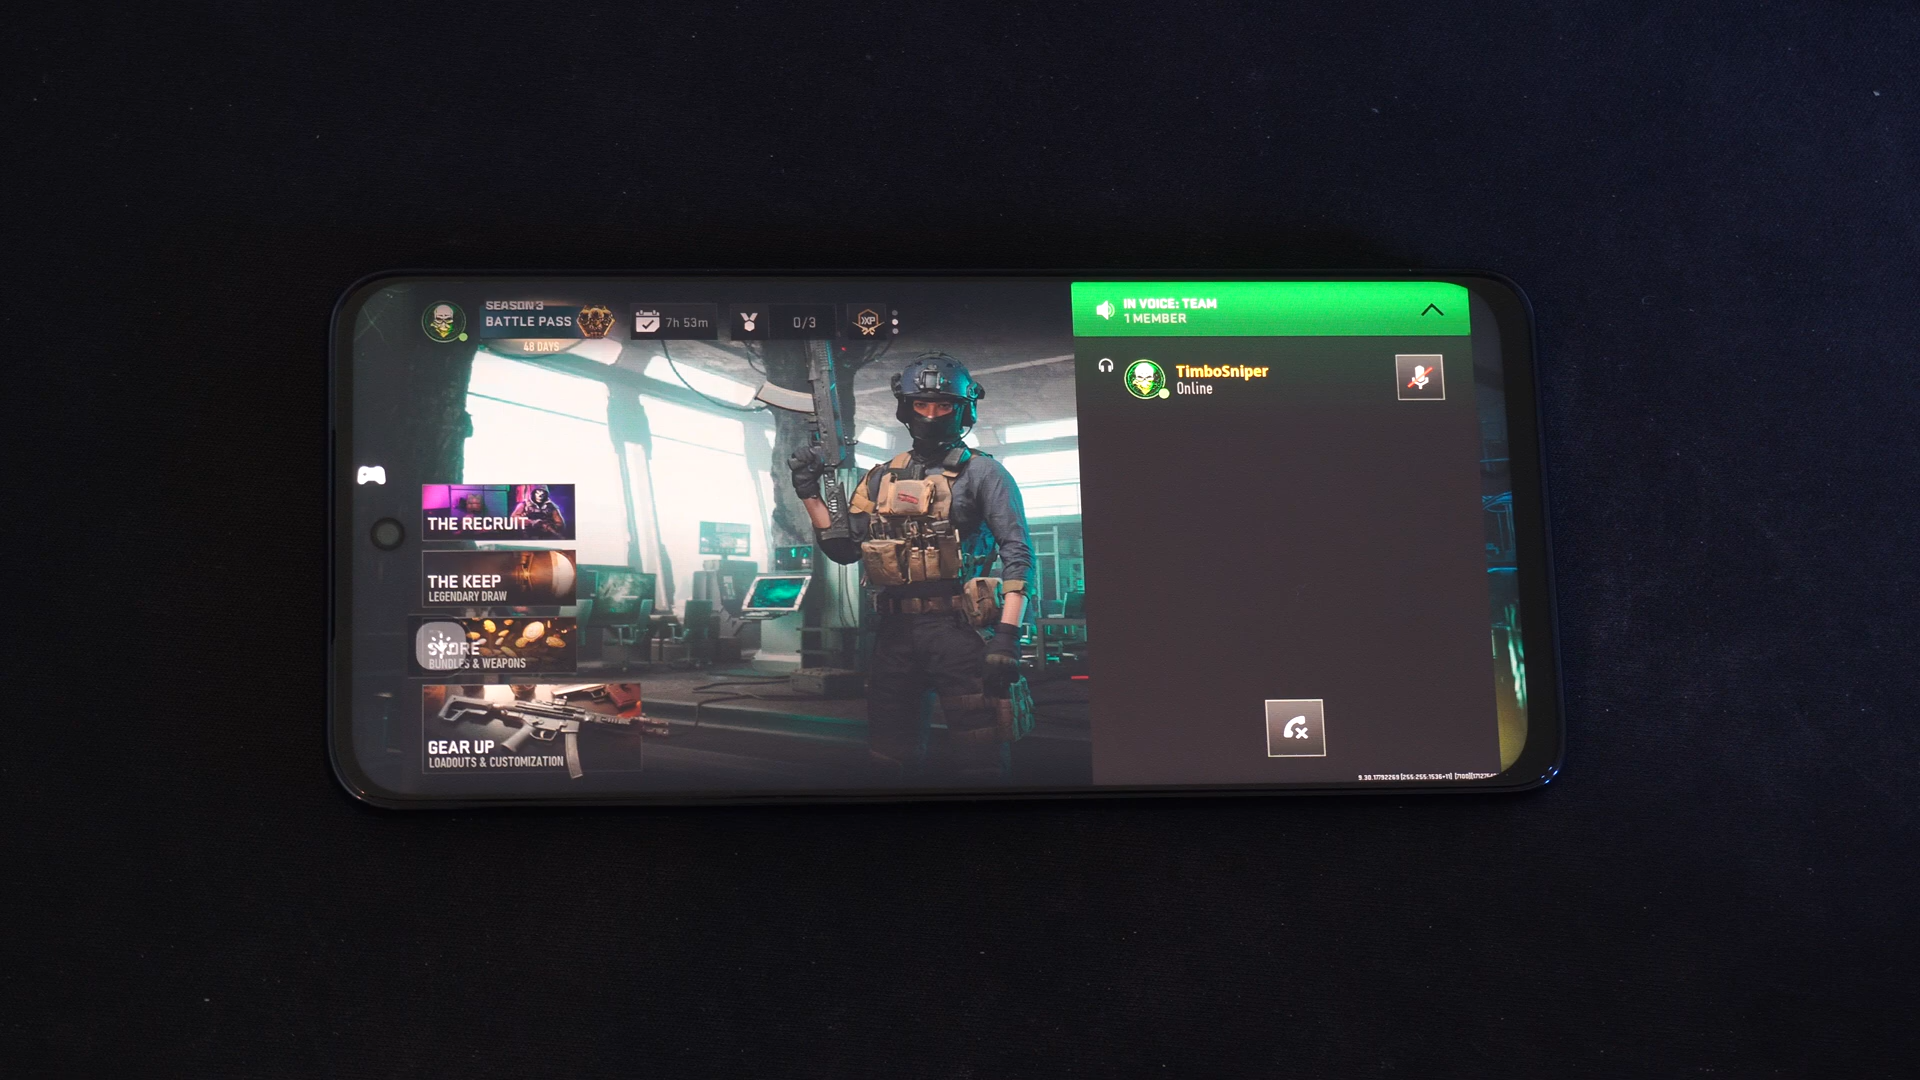 SEASON 3
BATTLE PASS
48 DAYS
7h 53m
0/3
XP
IN VOICE: TEAM
1 MEMBER
TimboSniper
Online
THE RECRUIT
THE KEEP
LEGENDARY DRAW
STORE
BUNDLES & WEAPONS
GEAR UP
LOADOUTS & CUSTOMIZATION